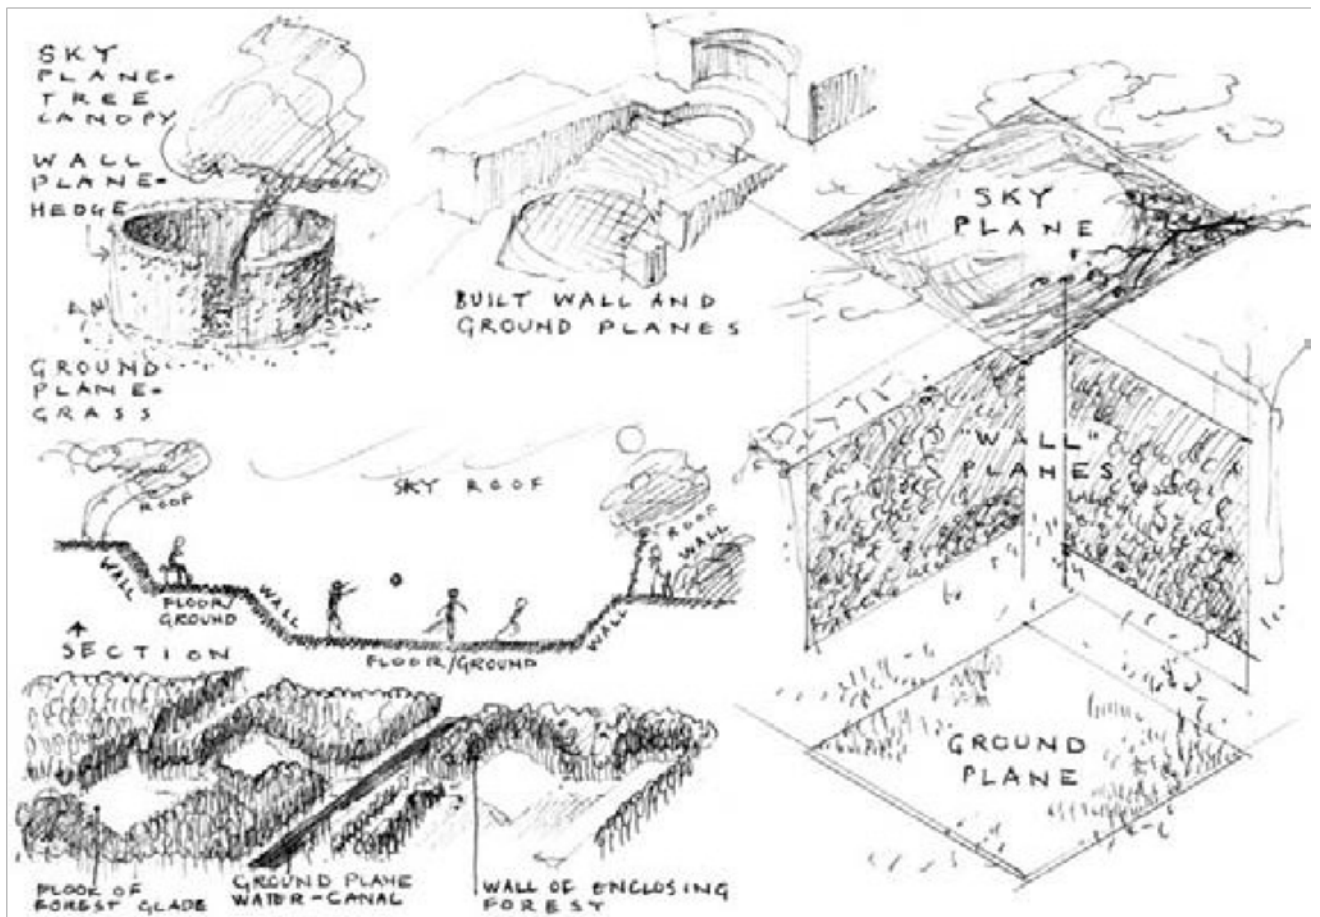 SKY
PLANE-
TREE
CANOPY
WALL
PLANE-
HEDGE
GROUND
PLANE-
GRASS
BUILT WALL AND
GROUND PLANES
SKY
PLANE
"WALL"
PLANES
GROUND
PLANE
ROOF
SKY ROOF
ROOF
WALL
WALL
FLOOR/
GROUND
WALL
WALL
FLOOR/GROUND
SECTION
FLOOR OF
FOREST GLADE
GROUND PLANE
WATER-CANAL
WALL OF ENCLOSING
FOREST